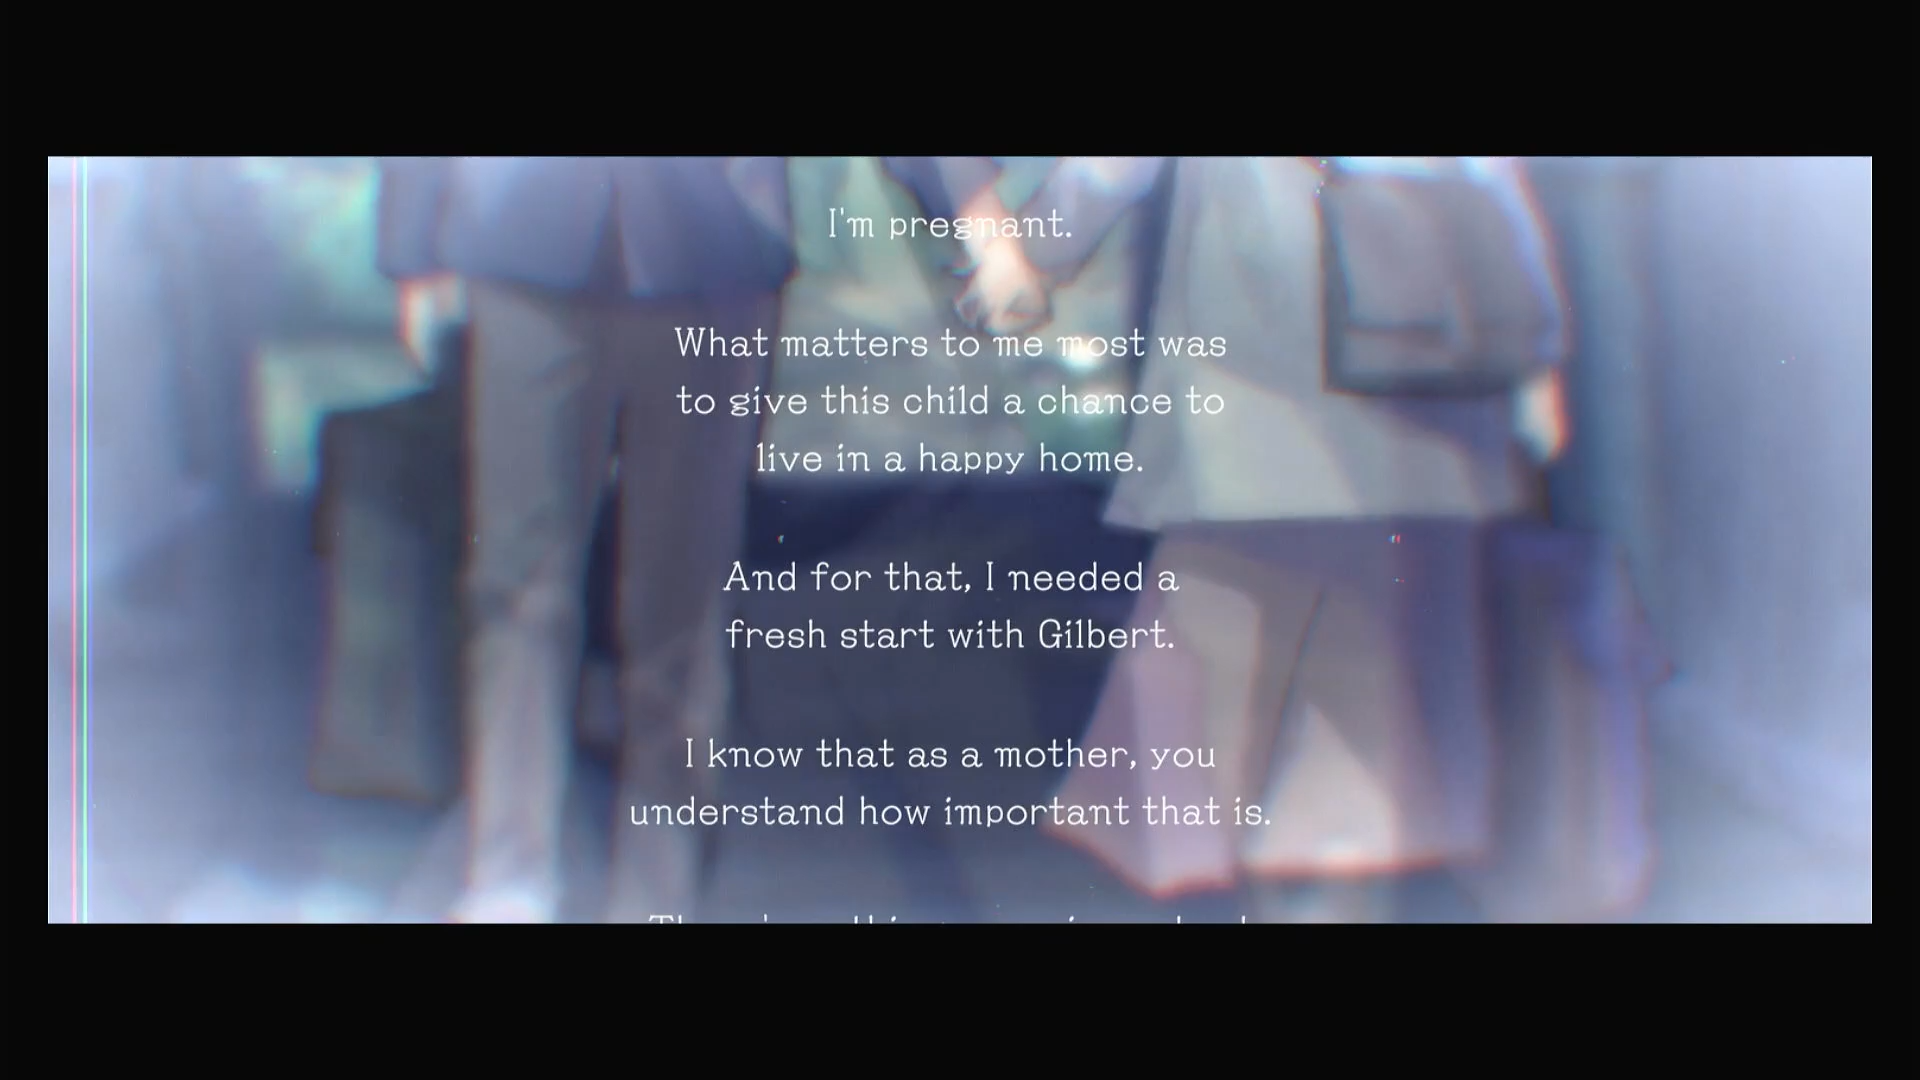 I'm pregnant.
What matters to me most was
to give this child a chance to
live in a happy home.
And for that, I needed a
fresh start with Gilbert.
I know that as a mother, you
understand how important that is.